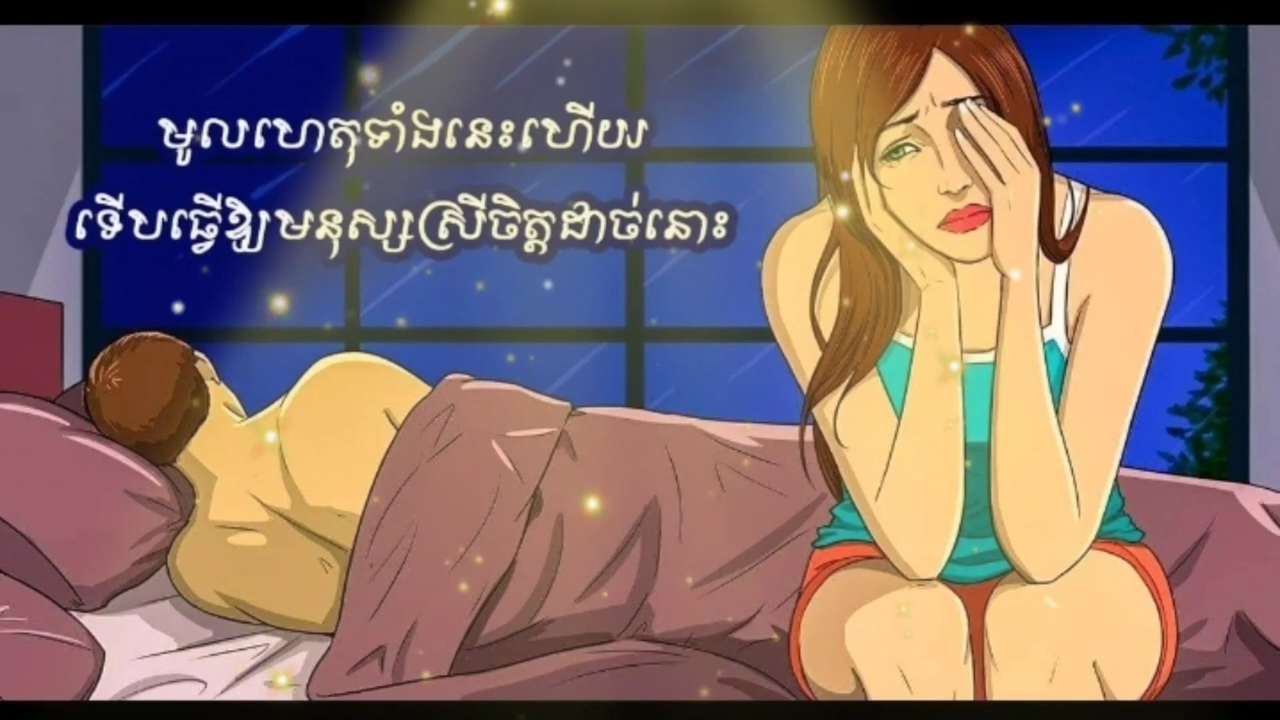 មូលហេតុទាំងនេះហើយ
ទើបធ្វើឱ្យមនុស្សស្រីចិត្តដាច់នោះ